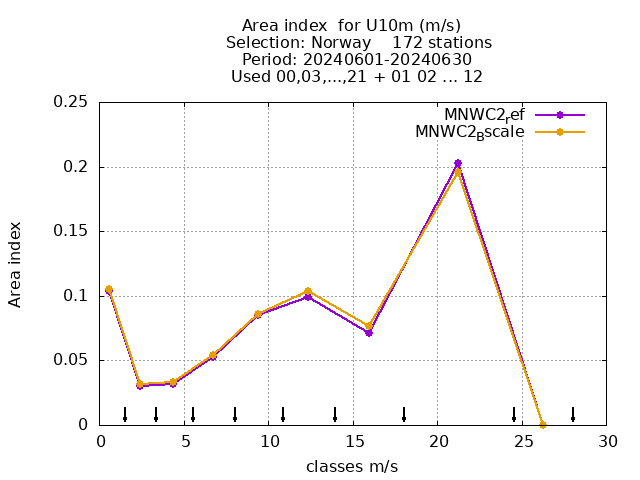 Area index  for U10m (m/s)
Selection: Norway    172 stations
Period: 20240601-20240630
Used 00,03,...,21 + 01 02 ... 12
MNWC2_ref
MNWC2_Bscale
0.25
0.2
0.15
0.1
0.05
0
Area index
0 5 10 15 20 25 30
classes m/s